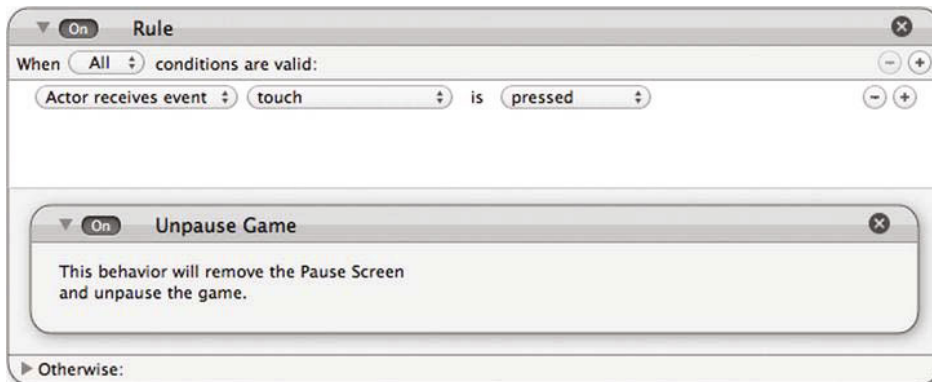 On Rule
When All conditions are valid:
Actor receives event touch is pressed
On Unpause Game
This behavior will remove the Pause Screen
and unpause the game.
Otherwise: